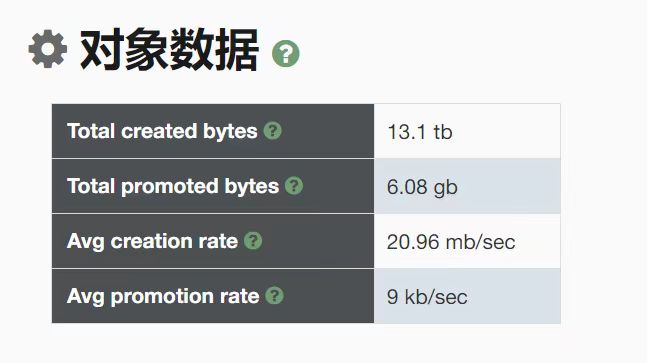 对象数据
Total created bytes 13.1 tb
Total promoted bytes 6.08 gb
Avg creation rate 20.96 mb/sec
Avg promotion rate 9 kb/sec